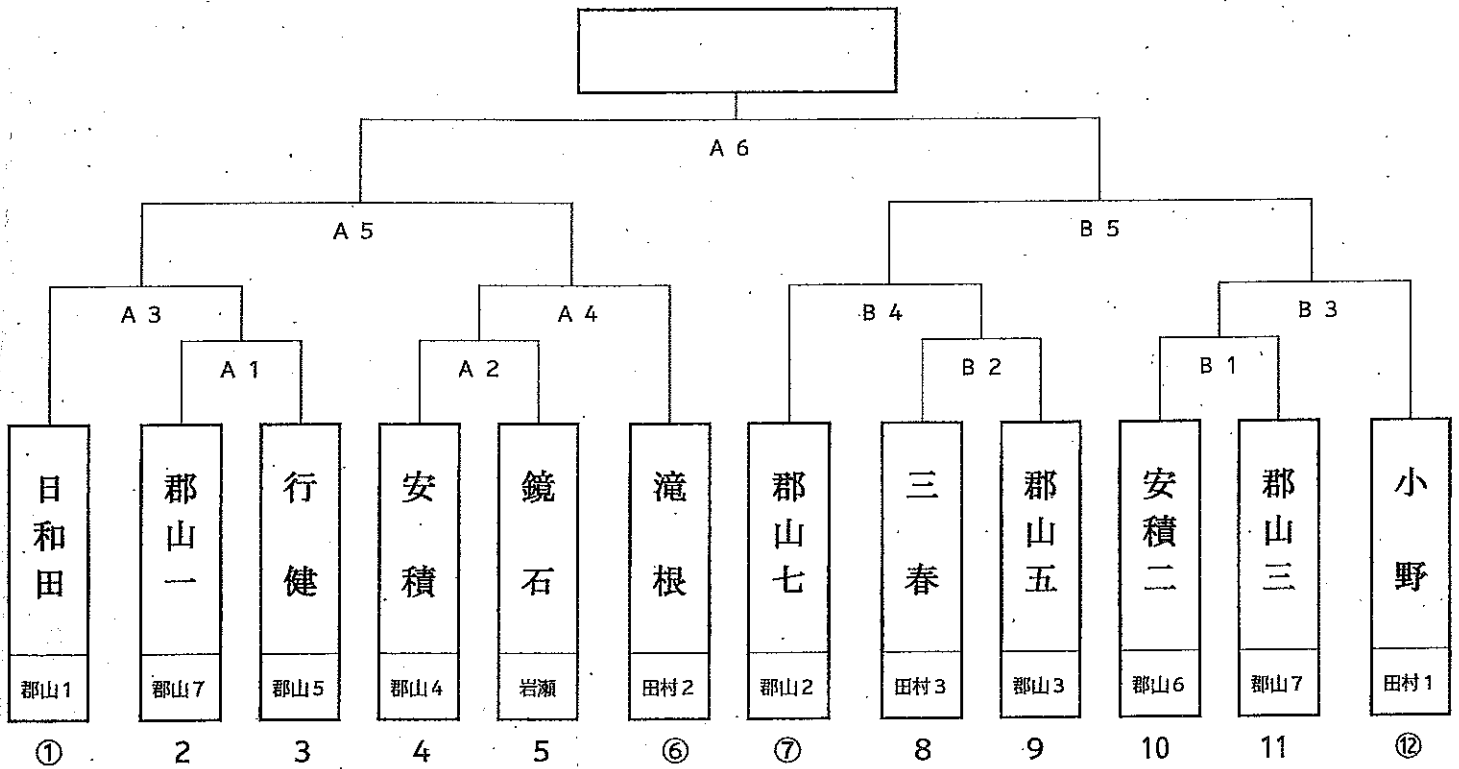 A 6
A 5
B 5
A 3
A 4
B 4
B 3
A 1
A 2
B 2
B 1
日和田
郡山一
行健
安積
鏡石
滝根
郡山七
三春
郡山五
安積二
郡山三
小野
郡山1
郡山7
郡山5
郡山4
岩瀬
田村2
郡山2
田村3
郡山3
郡山6
郡山7
田村1
①
2
3
4
5
⑥
⑦
8
9
10
11
⑫